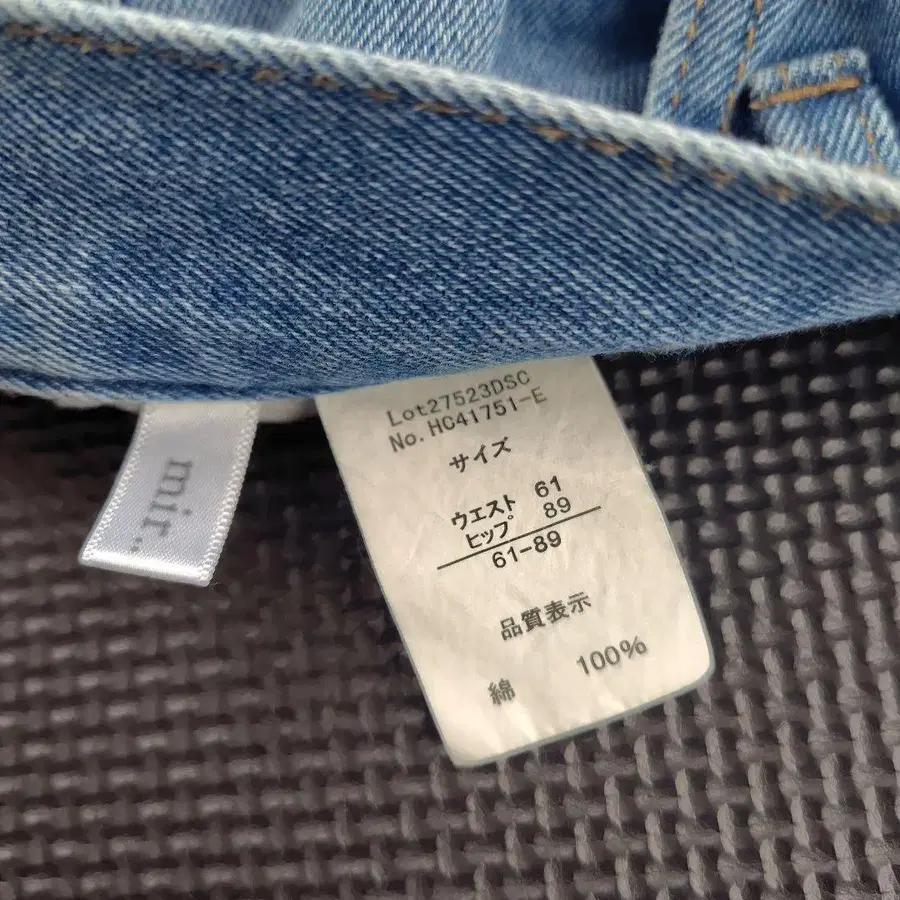 Lot27523DSC
No.HC41751-E
サイズ
ウエスト 61
ヒップ 89
61-89
品質表示
綿 100%
mir..